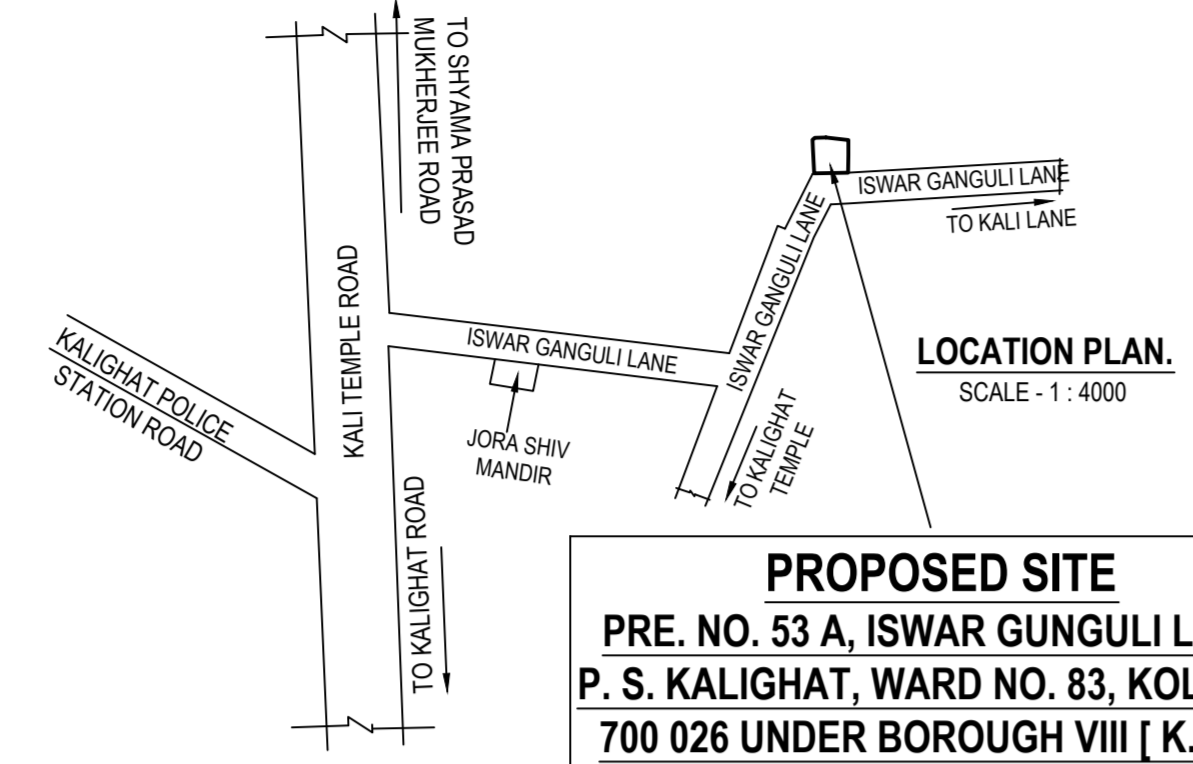 TO SHYAMA PRASAD
MUKHERJEE ROAD
ISWAR GANGULI LANE
TO KALI LANE
ISWAR GANGULI LANE
KALI TEMPLE ROAD
ISWAR GANGULI LANE
KALIGHAT POLICE
STATION ROAD
JORA SHIV
MANDIR
TO KALIGHAT
TEMPLE
TO KALIGHAT ROAD
LOCATION PLAN.
SCALE - 1 : 4000
PROPOSED SITE
PRE. NO. 53 A, ISWAR GUNGULI L
P. S. KALIGHAT, WARD NO. 83, KOL
700 026 UNDER BOROUGH VIII [ K.